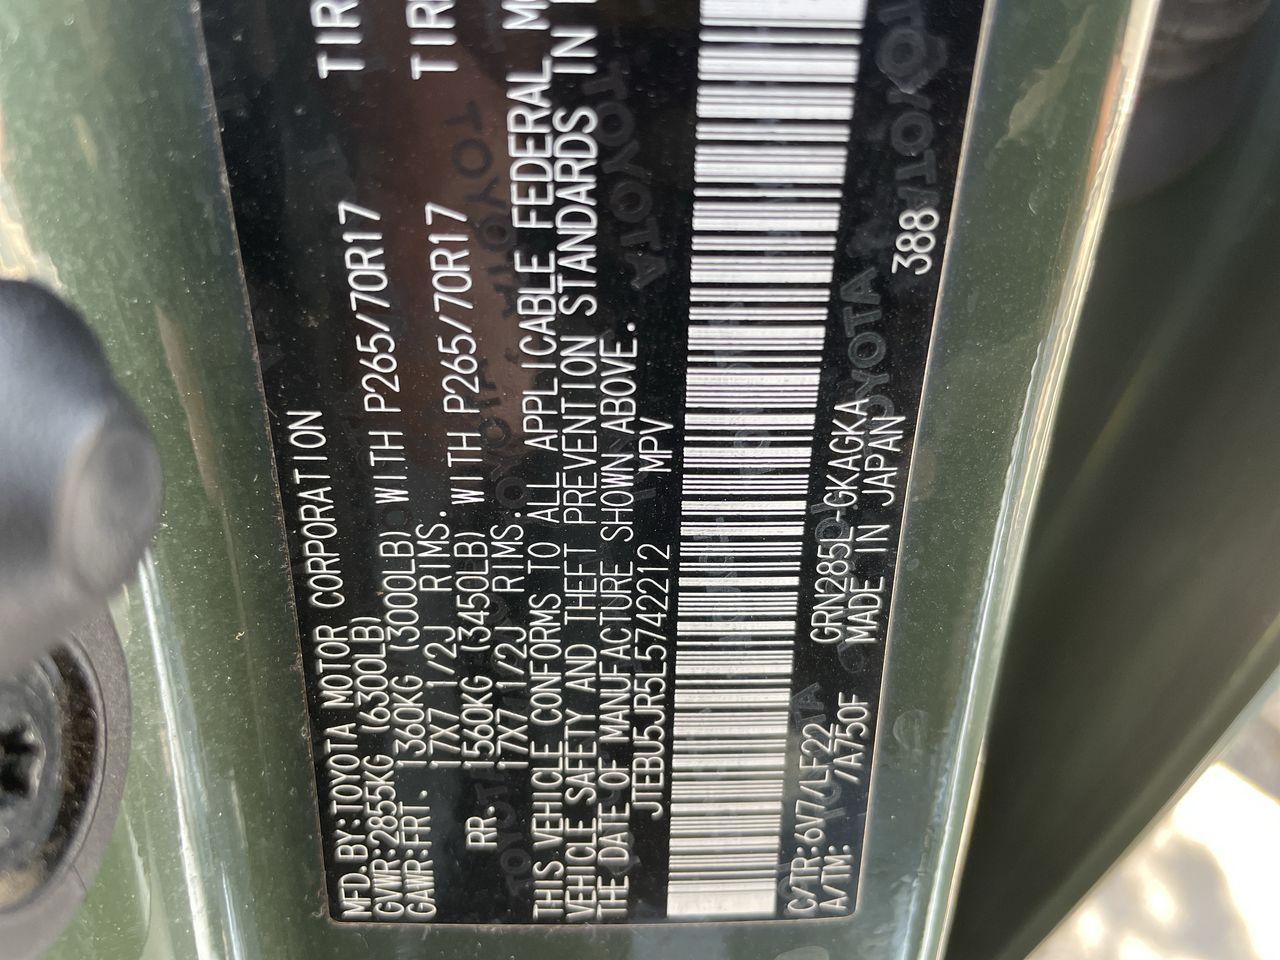 MFD.BY:TOYOTA MOTOR CORPORATION
GVWR:2855KG (6300LB)
GAWR:FRT. 1360KG (3000LB) WITH P265/70R17 TIR
17X7 1/2J RIMS.
RR. 1560KG (3450LB) WITH P265/70R17 TIR
17X7 1/2J RIMS.
THIS VEHICLE CONFORMS TO ALL APPLICABLE FEDERAL M
VEHICLE SAFETY AND THEFT PREVENTION STANDARDS IN
THE DATE OF MANUFACTURE SHOWN ABOVE.
JTEBU5JR5L5742212 MPV
C/TR:6V7/LF22 GRN285L-GKAGKA
A/TM: /A750F MADE IN JAPAN 388